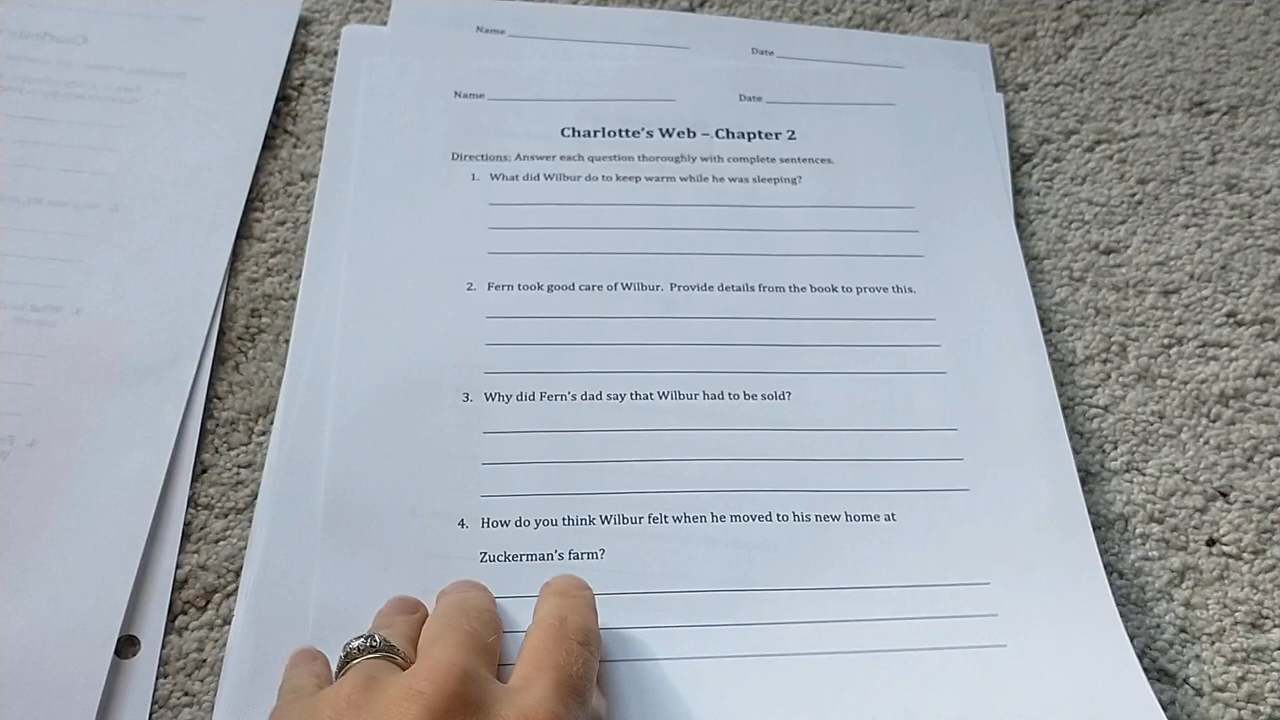 Name
Date
Name
Date
Charlotte's Web – Chapter 2
Directions: Answer each question thoroughly with complete sentences.
1. What did Wilbur do to keep warm while he was sleeping?
2. Fern took good care of Wilbur. Provide details from the book to prove this.
3. Why did Fern's dad say that Wilbur had to be sold?
4. How do you think Wilbur felt when he moved to his new home at
Zuckerman's farm?